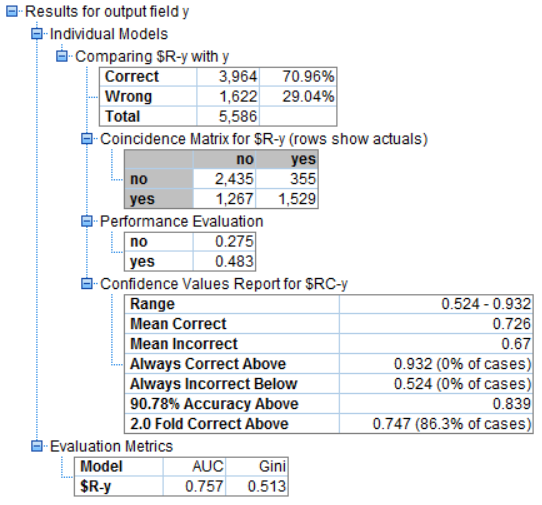 Results for output field y
Individual Models
Comparing $R-y with y
Correct 3,964 70.96%
Wrong 1,622 29.04%
Total 5,586
Coincidence Matrix for $R-y (rows show actuals)
no yes
no 2,435 355
yes 1,267 1,529
Performance Evaluation
no 0.275
yes 0.483
Confidence Values Report for $RC-y
Range 0.524 - 0.932
Mean Correct 0.726
Mean Incorrect 0.67
Always Correct Above 0.932 (0% of cases)
Always Incorrect Below 0.524 (0% of cases)
90.78% Accuracy Above 0.839
2.0 Fold Correct Above 0.747 (86.3% of cases)
Evaluation Metrics
Model AUC Gini
$R-y 0.757 0.513